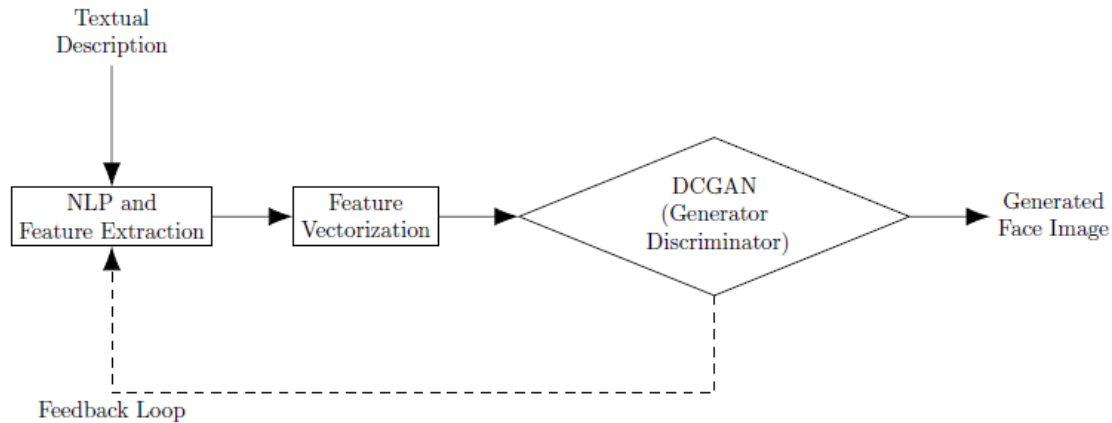 Textual
Description
NLP and
Feature Extraction
Feature
Vectorization
DCGAN
(Generator
Discriminator)
Generated
Face Image
Feedback Loop